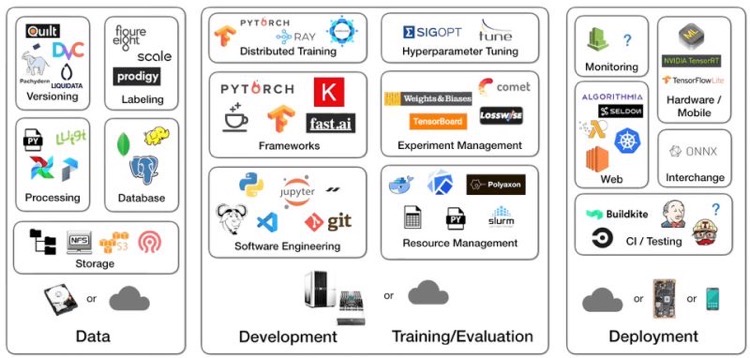 Quilt
DVC
Pachyderm
LIQUIDATA
Versioning
figure
eight
scale
prodigy
Labeling
PY
Luigi
Processing
Database
NFS
S3
Storage
or
Data
PYTORCH
RAY
Distributed Training
SIGOPT
tune
Hyperparameter Tuning
PYTORCH
K
fast.ai
Frameworks
comet
Weights & Biases
TensorBoard
LOSSWISE
Experiment Management
jupyter
git
Software Engineering
Polyaxon
PY
slurm
Resource Management
or
Development
Training/Evaluation
?
Monitoring
ML
NVIDIA TensorRT
TensorFlowLite
Hardware /
Mobile
ALGORITHMIA
SELDON
Web
ONNX
Interchange
Buildkite
?
CI / Testing
or
or
Deployment